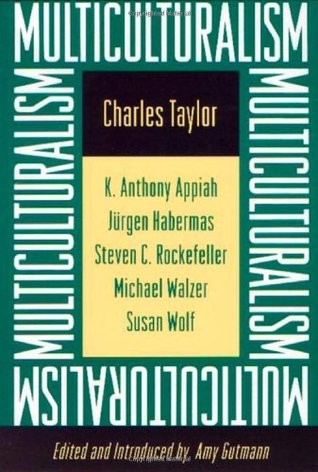 MULTICULTURALISM
MULTICULTURALISM
MULTICULTURALISM
Charles Taylor
K. Anthony Appiah
Jürgen Habermas
Steven C. Rockefeller
Michael Walzer
Susan Wolf
MULTICULTURALISM
Edited and Introduced by Amy Gutmann